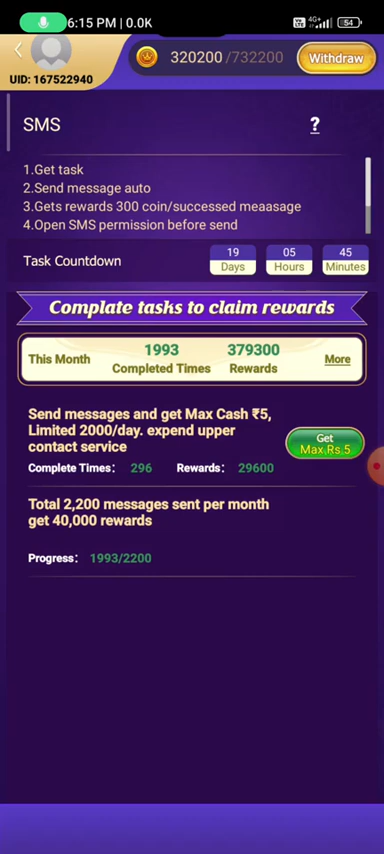 6:15 PM | 0.0K
4G+
54
UID: 167522940
320200 /732200
Withdraw
SMS
?
1.Get task
2.Send message auto
3.Gets rewards 300 coin/successed meaasage
4.Open SMS permission before send
Task Countdown
19
Days
05
Hours
45
Minutes
Complate tasks to claim rewards
This Month
1993
Completed Times
379300
Rewards
More
Send messages and get Max Cash ₹5,
Limited 2000/day. expend upper
contact service
Get
Max Rs 5
Complete Times: 296 Rewards: 29600
Total 2,200 messages sent per month
get 40,000 rewards
Progress: 1993/2200